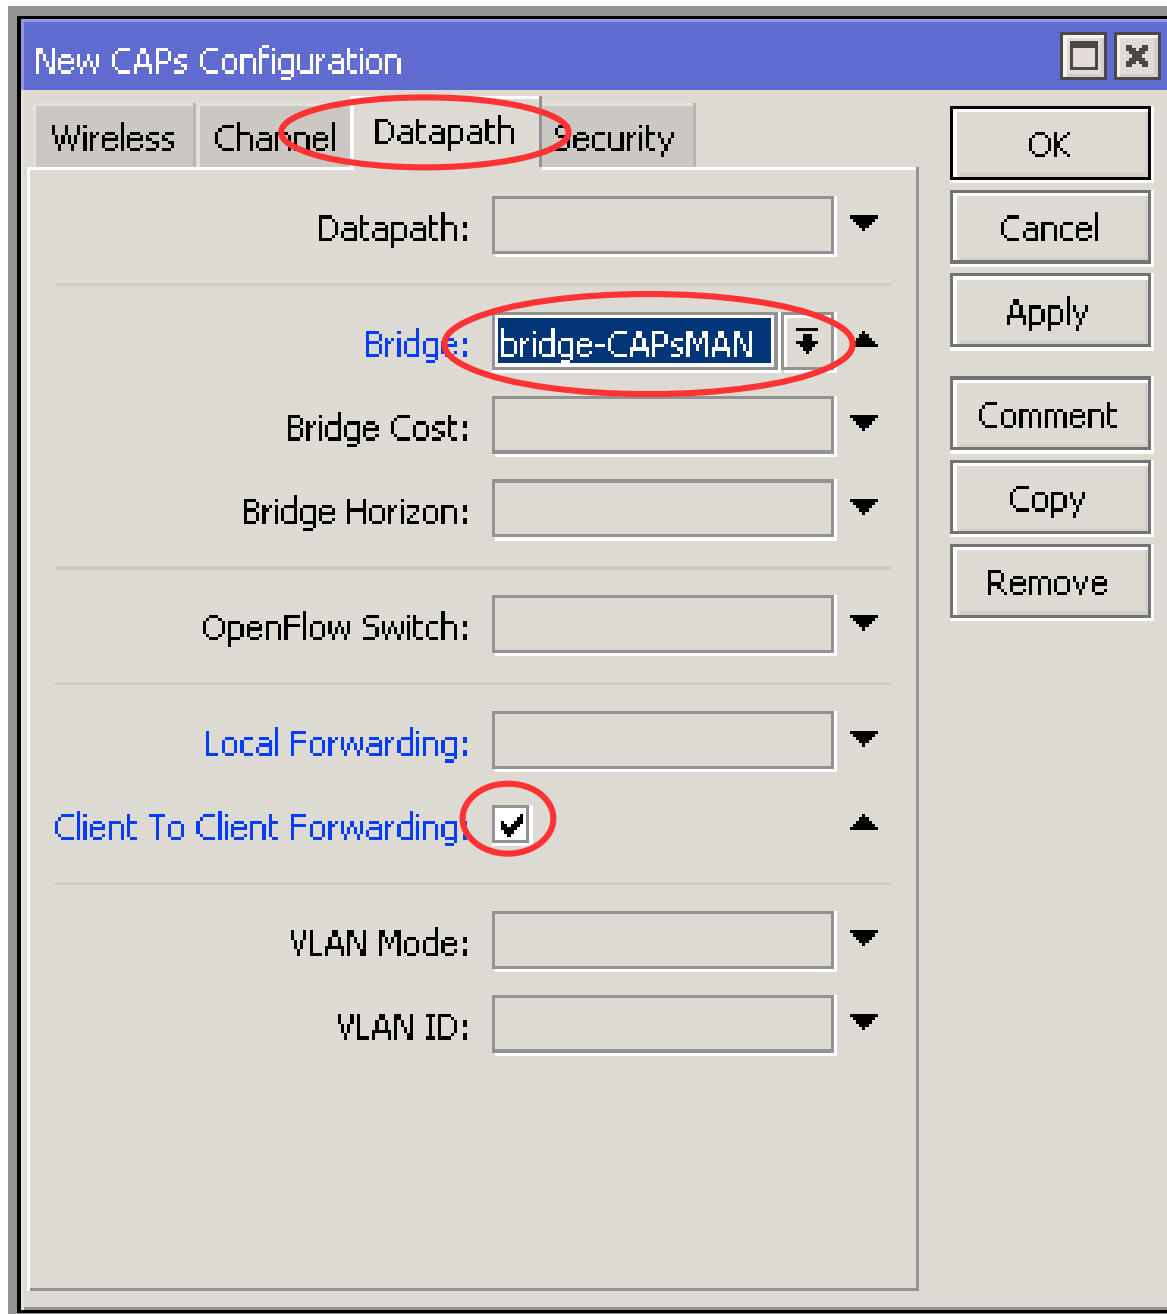 New CAPs Configuration
Wireless Channel Datapath Security
OK
Datapath:
Cancel
Apply
Bridge: bridge-CAPsMAN
Bridge Cost:
Comment
Bridge Horizon:
Copy
Remove
OpenFlow Switch:
Local Forwarding:
Client To Client Forwarding:
VLAN Mode:
VLAN ID: